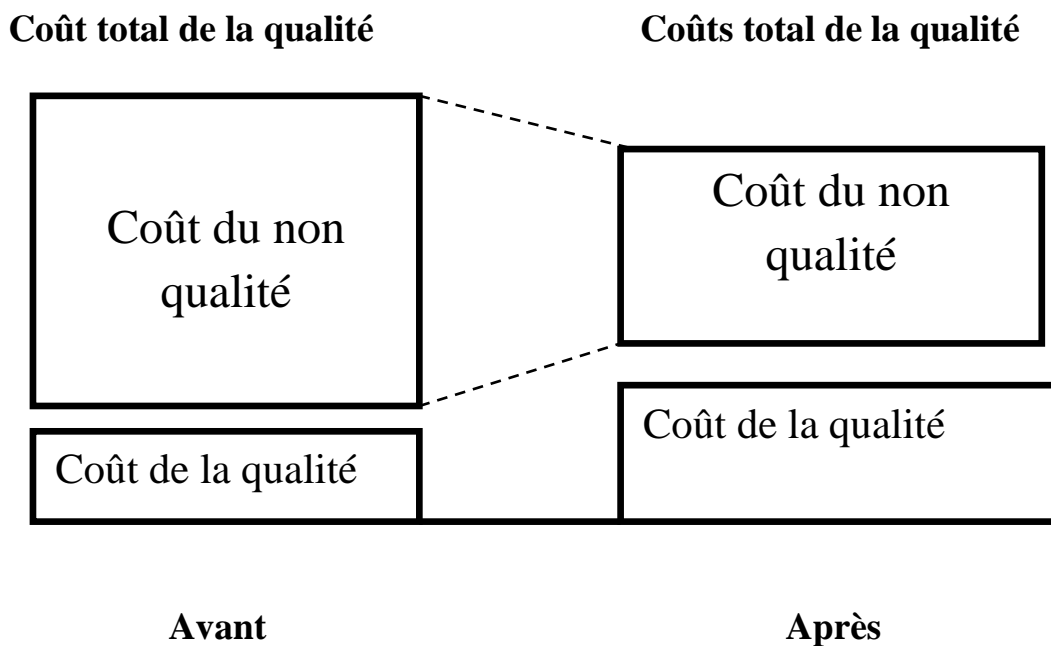 Coût total de la qualité
Coûts total de la qualité
Coût du non
qualité
Coût du non
qualité
Coût de la qualité
Coût de la qualité
Avant
Après